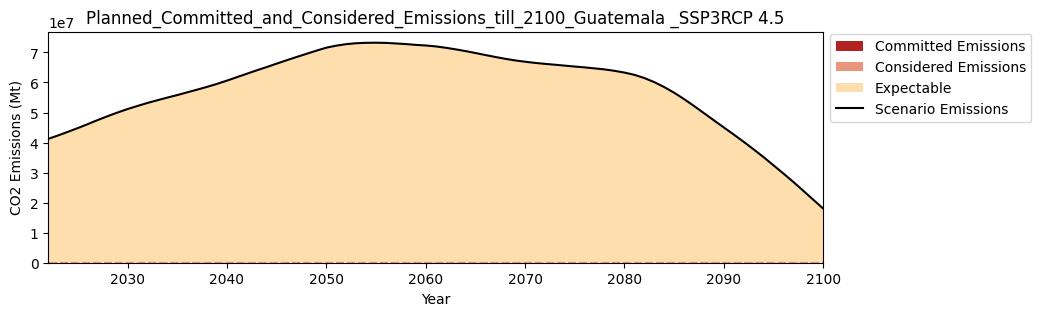 Planned_Committed_and_Considered_Emissions_till_2100_Guatemala _SSP3RCP 4.5
1e7
7
6
5
4
3
2
1
0
CO2 Emissions (Mt)
2030 2040 2050 2060 2070 2080 2090 2100
Year
Committed Emissions
Considered Emissions
Expectable
Scenario Emissions